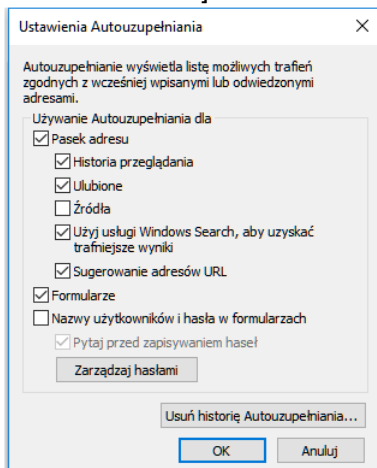 Ustawienia Autouzupełniania
Autouzupełnianie wyświetla listę możliwych trafień
zgodnych z wcześniej wpisanymi lub odwiedzonymi
adresami.
Używanie Autouzupełniania dla
Pasek adresu
Historia przeglądania
Ulubione
Źródła
Użyj usługi Windows Search, aby uzyskać
trafniejsze wyniki
Sugerowanie adresów URL
Formularze
Nazwy użytkowników i hasła w formularzach
Pytaj przed zapisywaniem haseł
Zarządzaj hasłami
Usuń historię Autouzupełniania...
OK Anuluj